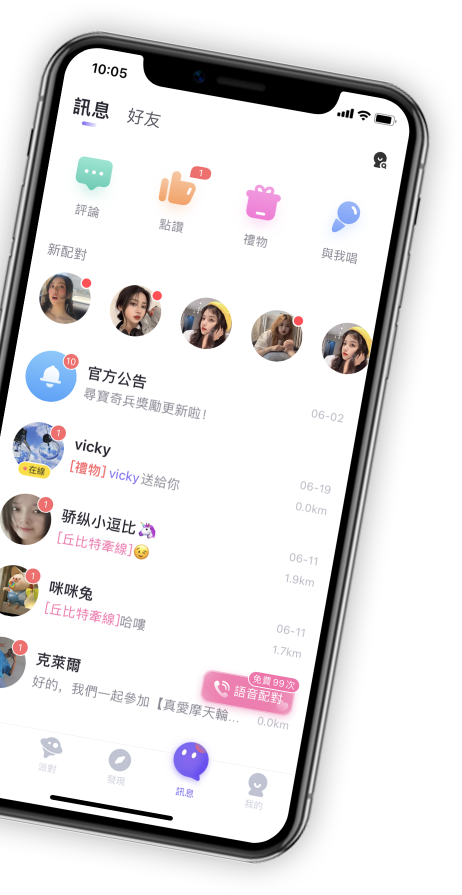 10:05
訊息 好友
評論 點讚 1 禮物 與我唱
新配對
10
官方公告
尋寶奇兵獎勵更新啦！
06-02
1
在線
vicky
[禮物] vicky 送給你
06-19
0.0km
1
骄纵小逗比🦄
[丘比特牽線]😉
06-11
1.9km
1
咪咪兔
[丘比特牽線]哈嘍
06-11
1.7km
1
克萊爾
好的，我們一起參加【真愛摩天輪...
0.0km
免費99次
語音配對
派對 發現 訊息 我的